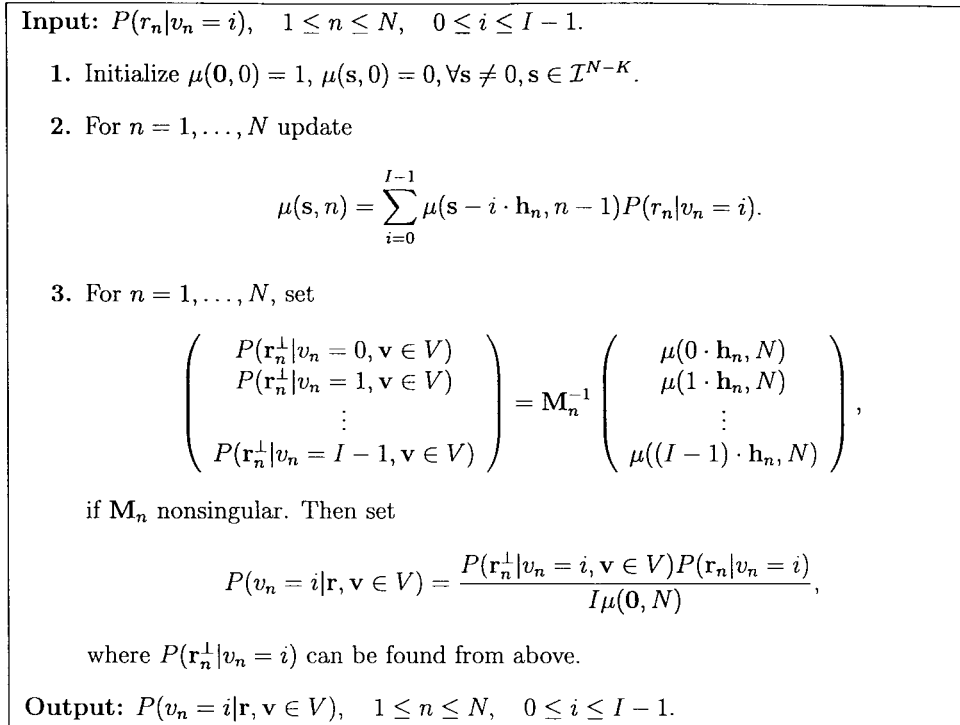 Input: P(r_n|v_n = i), 1 ≤ n ≤ N, 0 ≤ i ≤ I − 1.
1. Initialize μ(0, 0) = 1, μ(s, 0) = 0, ∀s ≠ 0, s ∈ 𝓘^{N−K}.
2. For n = 1, . . . , N update
μ(s, n) = ∑_{i=0}^{I−1} μ(s − i · h_n, n − 1)P(r_n|v_n = i).
3. For n = 1, . . . , N, set
( P(r_n^⊥|v_n = 0, v ∈ V)
P(r_n^⊥|v_n = 1, v ∈ V)
⋮
P(r_n^⊥|v_n = I − 1, v ∈ V) ) = M_n^{−1} ( μ(0 · h_n, N)
μ(1 · h_n, N)
⋮
μ((I − 1) · h_n, N) ) ,
if M_n nonsingular. Then set
P(v_n = i|r, v ∈ V) = P(r_n^⊥|v_n = i, v ∈ V)P(r_n|v_n = i) / Iμ(0, N) ,
where P(r_n^⊥|v_n = i) can be found from above.
Output: P(v_n = i|r, v ∈ V), 1 ≤ n ≤ N, 0 ≤ i ≤ I − 1.